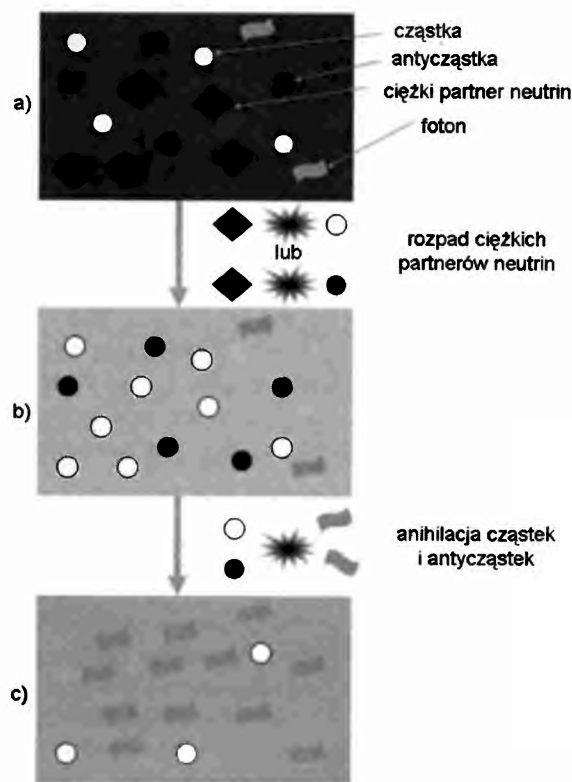 a)
cząstka
antycząstka
ciężki partner neutrin
foton
lub
rozpad ciężkich
partnerów neutrin
b)
anihilacja cząstek
i antycząstek
c)